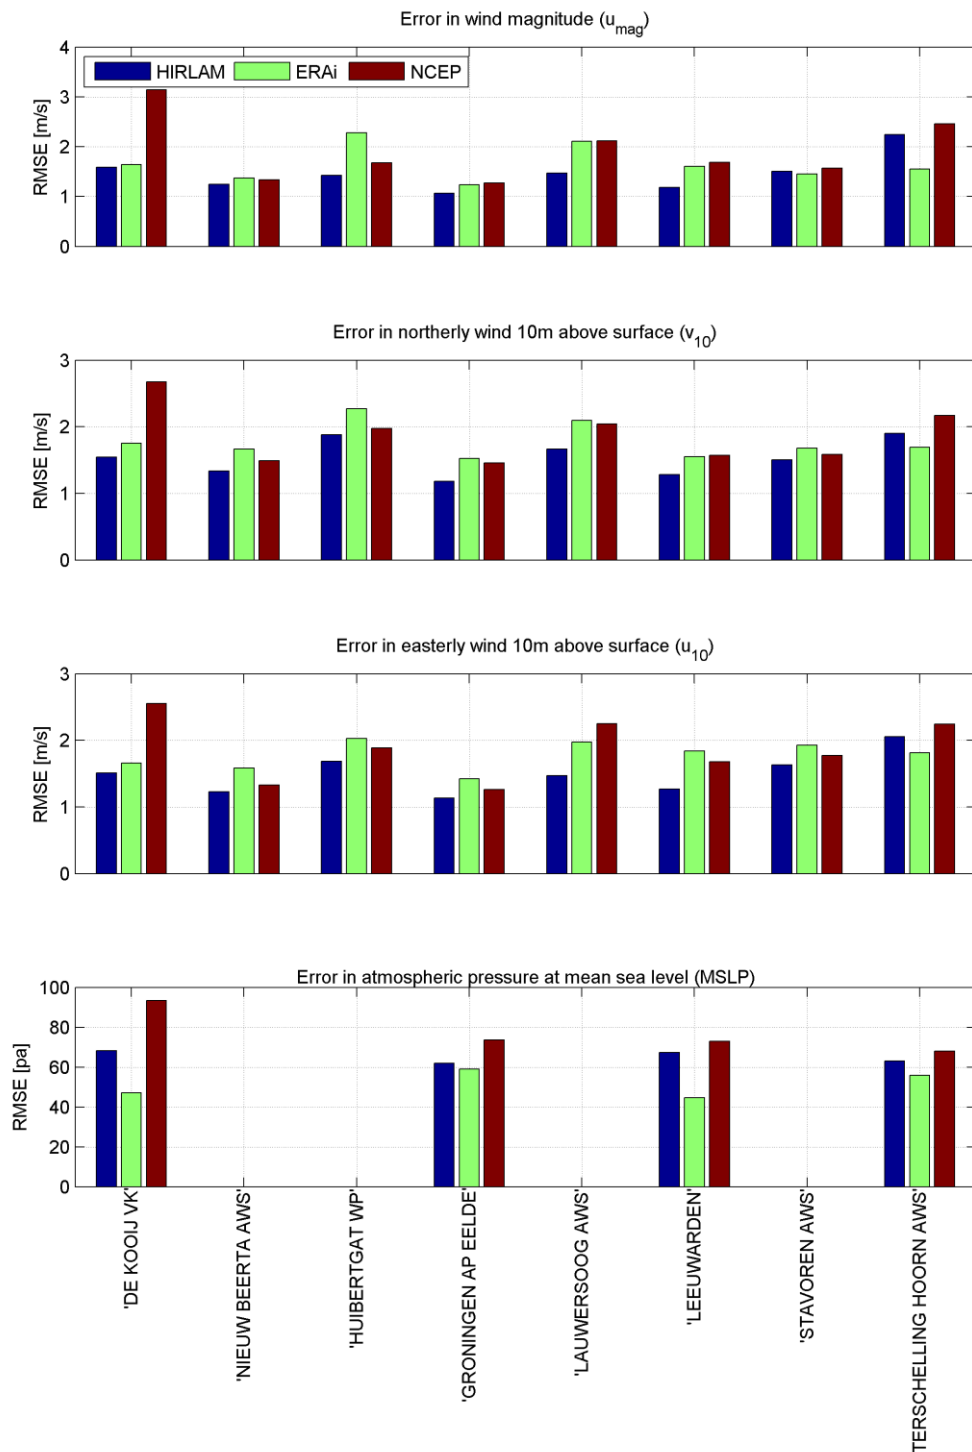 Error in wind magnitude (u_mag)
4
3
2
1
0
RMSE [m/s]
HIRLAM ERAi NCEP
Error in northerly wind 10m above surface (v_10)
3
2
1
0
RMSE [m/s]
Error in easterly wind 10m above surface (u_10)
3
2
1
0
RMSE [m/s]
Error in atmospheric pressure at mean sea level (MSLP)
100
80
60
40
20
0
RMSE [pa]
'DE KOOIJ VK'
'NIEUW BEERTA AWS'
'HUIBERTGAT WP'
'GRONINGEN AP EELDE'
'LAUWERSOOG AWS'
'LEEUWARDEN'
'STAVOREN AWS'
TERSCHELLING HOORN AWS'